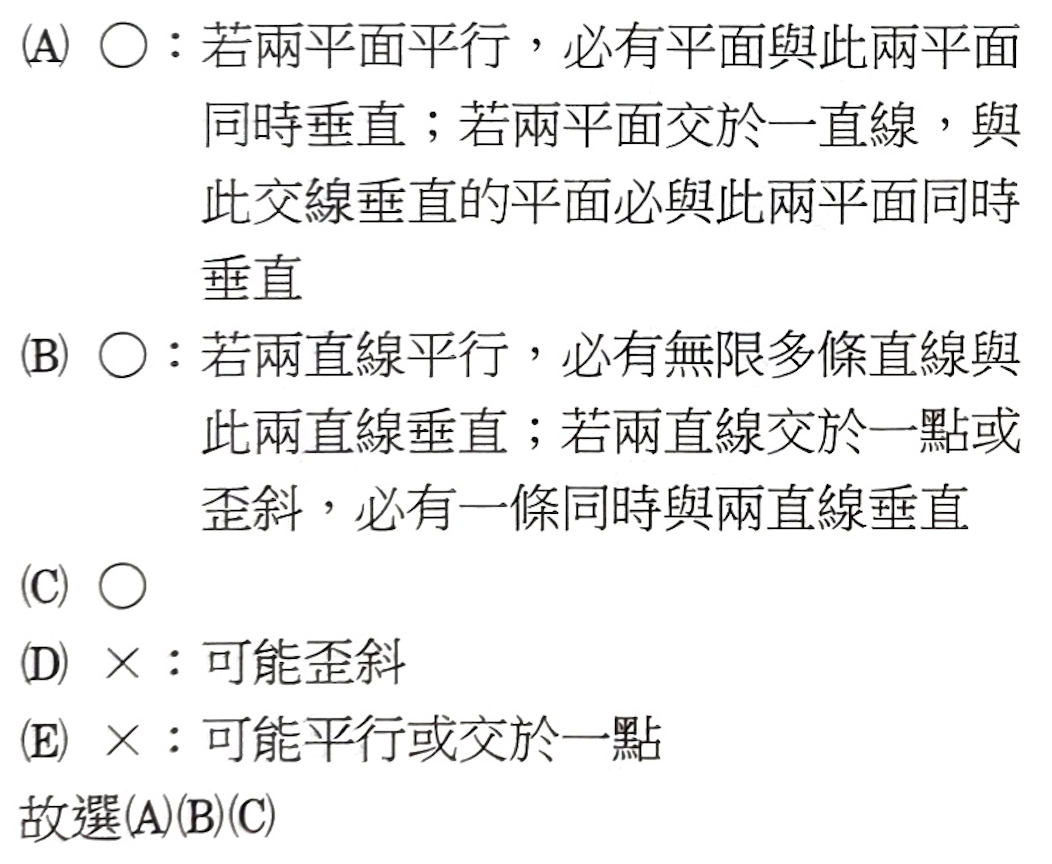 (A) ○：若兩平面平行，必有平面與此兩平面
同時垂直；若兩平面交於一直線，與
此交線垂直的平面必與此兩平面同時
垂直
(B) ○：若兩直線平行，必有無限多條直線與
此兩直線垂直；若兩直線交於一點或
歪斜，必有一條同時與兩直線垂直
(C) ○
(D) ×：可能歪斜
(E) ×：可能平行或交於一點
故選(A)(B)(C)